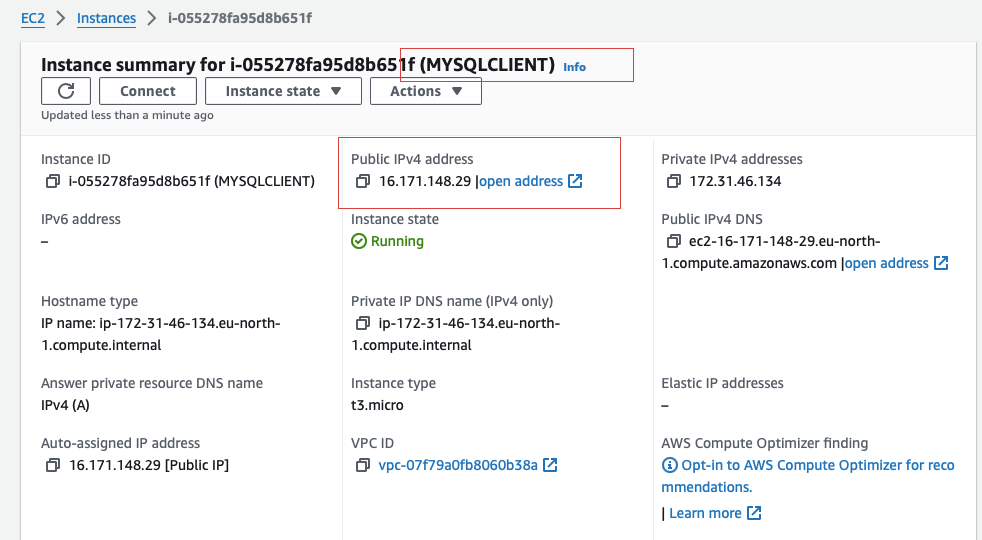 EC2 > Instances > i-055278fa95d8b651f
Instance summary for i-055278fa95d8b651f (MYSQLCLIENT) Info
Connect Instance state Actions
Updated less than a minute ago
Instance ID
i-055278fa95d8b651f (MYSQLCLIENT)
Public IPv4 address
16.171.148.29 |open address
Private IPv4 addresses
172.31.46.134
IPv6 address
–
Instance state
Running
Public IPv4 DNS
ec2-16-171-148-29.eu-north-
1.compute.amazonaws.com |open address
Hostname type
IP name: ip-172-31-46-134.eu-north-
1.compute.internal
Private IP DNS name (IPv4 only)
ip-172-31-46-134.eu-north-
1.compute.internal
Answer private resource DNS name
IPv4 (A)
Instance type
t3.micro
Elastic IP addresses
–
Auto-assigned IP address
16.171.148.29 [Public IP]
VPC ID
vpc-07f79a0fb8060b38a
AWS Compute Optimizer finding
Opt-in to AWS Compute Optimizer for reco
mmendations.
| Learn more